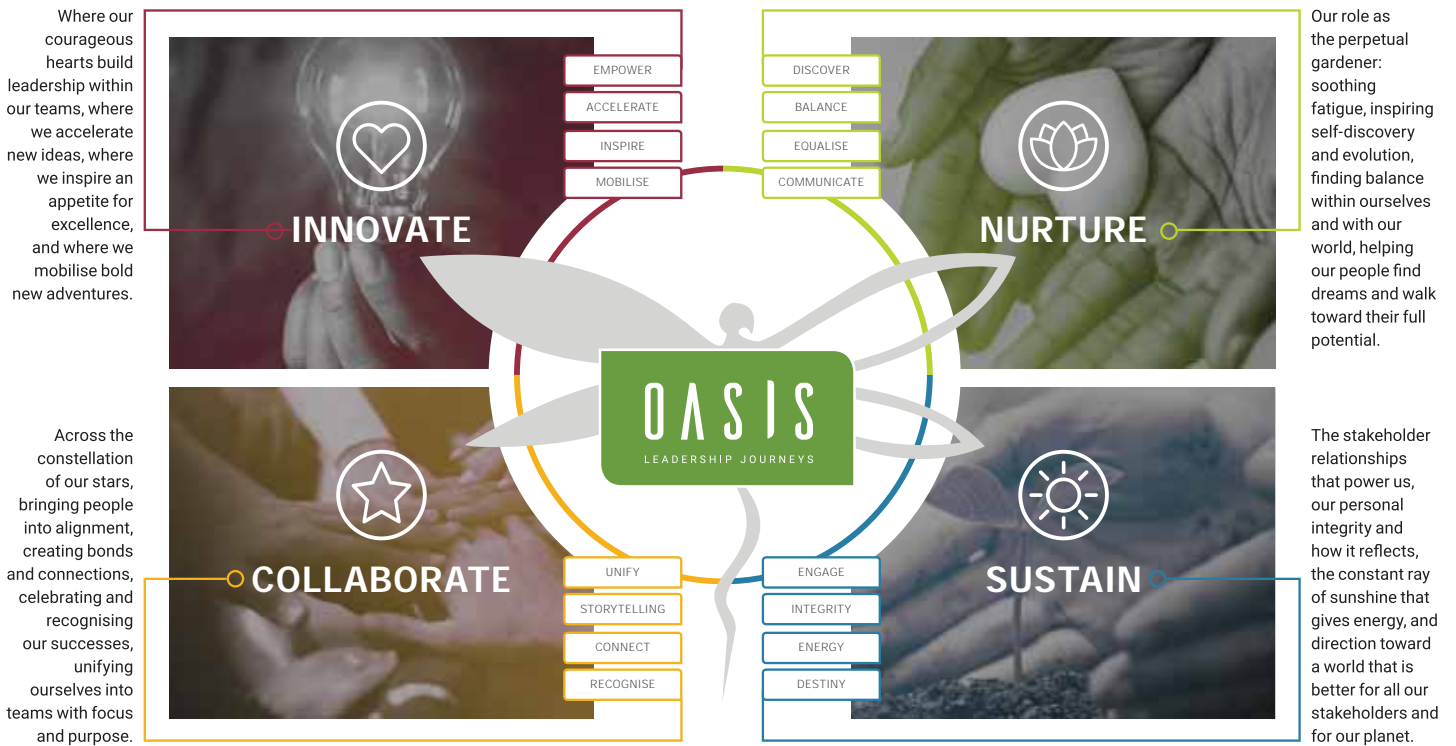 Where our
courageous
hearts build
leadership within
our teams, where
we accelerate
new ideas, where
we inspire an
appetite for
excellence,
and where we
mobilise bold
new adventures.
INNOVATE
EMPOWER
ACCELERATE
INSPIRE
MOBILISE
DISCOVER
BALANCE
EQUALISE
COMMUNICATE
NURTURE
Our role as
the perpetual
gardener:
soothing
fatigue, inspiring
self-discovery
and evolution,
finding balance
within ourselves
and with our
world, helping
our people find
dreams and walk
toward their full
potential.
OASIS
LEADERSHIP JOURNEYS
Across the
constellation
of our stars,
bringing people
into alignment,
creating bonds
and connections,
celebrating and
recognising
our successes,
unifying
ourselves into
teams with focus
and purpose.
COLLABORATE
UNIFY
STORYTELLING
CONNECT
RECOGNISE
ENGAGE
INTEGRITY
ENERGY
DESTINY
SUSTAIN
The stakeholder
relationships
that power us,
our personal
integrity and
how it reflects,
the constant ray
of sunshine that
gives energy, and
direction toward
a world that is
better for all our
stakeholders and
for our planet.